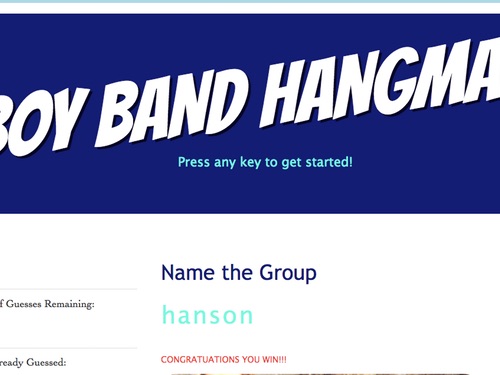 BOY BAND HANGMA
Press any key to get started!
Name the Group
f Guesses Remaining:
hanson
CONGRATUATIONS YOU WIN!!!
ready Guessed: